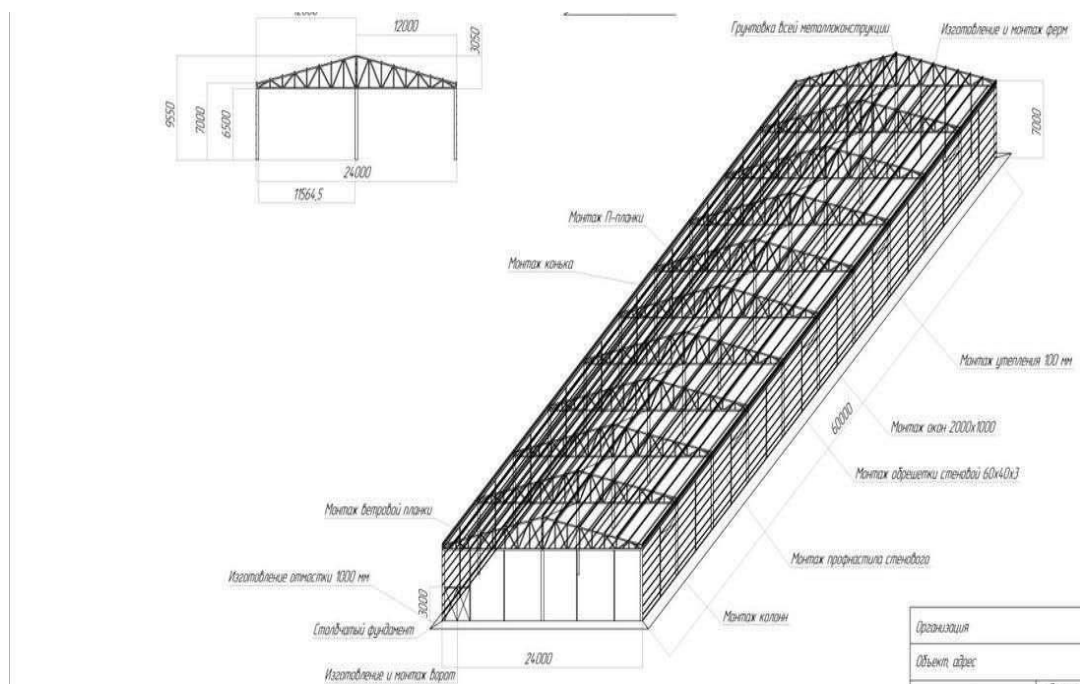 12000
12000
3050
9550
7000
6500
24000
11564,5
Грунтовка всей металлоконструкции
Изготовление и монтаж ферм
7000
Монтаж П-планки
Монтаж конька
Монтаж утепления 100 мм
60000
Монтаж окон 2000х1000
Монтаж обрешетки стеновой 60х40х3
Монтаж ветровой планки
Монтаж профнастила стенового
Изготовление отмостки 1000 мм
3000
Монтаж колонн
Столбчатый фундамент
24000
Изготовление и монтаж ворот
Организация
Объект, адрес